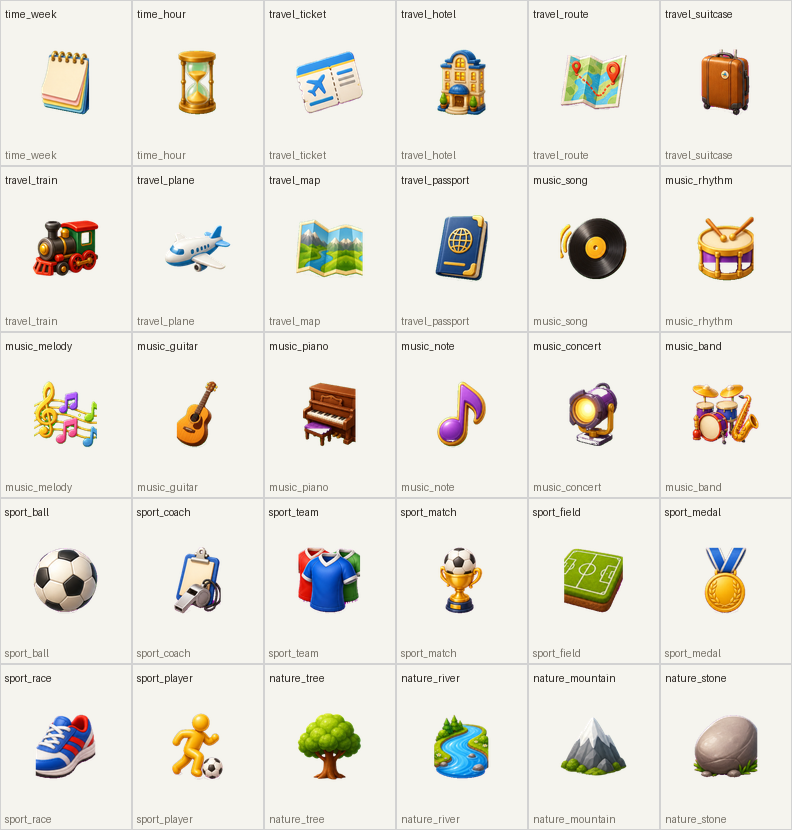 time_week time_hour travel_ticket travel_hotel travel_route travel_suitcase
time_week time_hour travel_ticket travel_hotel travel_route travel_suitcase
travel_train travel_plane travel_map travel_passport music_song music_rhythm
travel_train travel_plane travel_map travel_passport music_song music_rhythm
music_melody music_guitar music_piano music_note music_concert music_band
music_melody music_guitar music_piano music_note music_concert music_band
sport_ball sport_coach sport_team sport_match sport_field sport_medal
sport_ball sport_coach sport_team sport_match sport_field sport_medal
sport_race sport_player nature_tree nature_river nature_mountain nature_stone
sport_race sport_player nature_tree nature_river nature_mountain nature_stone